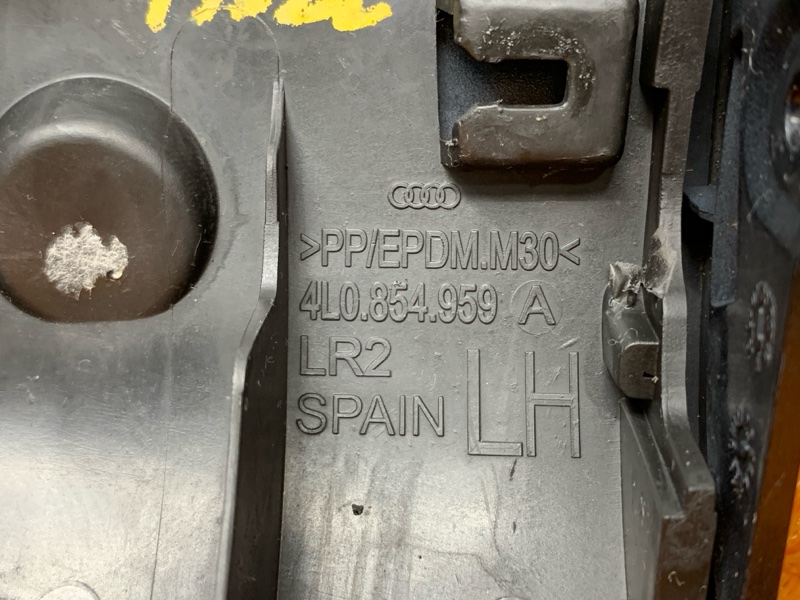 >PP/EPDM.M30<
4L0.854.959 A
LR2
SPAIN LH